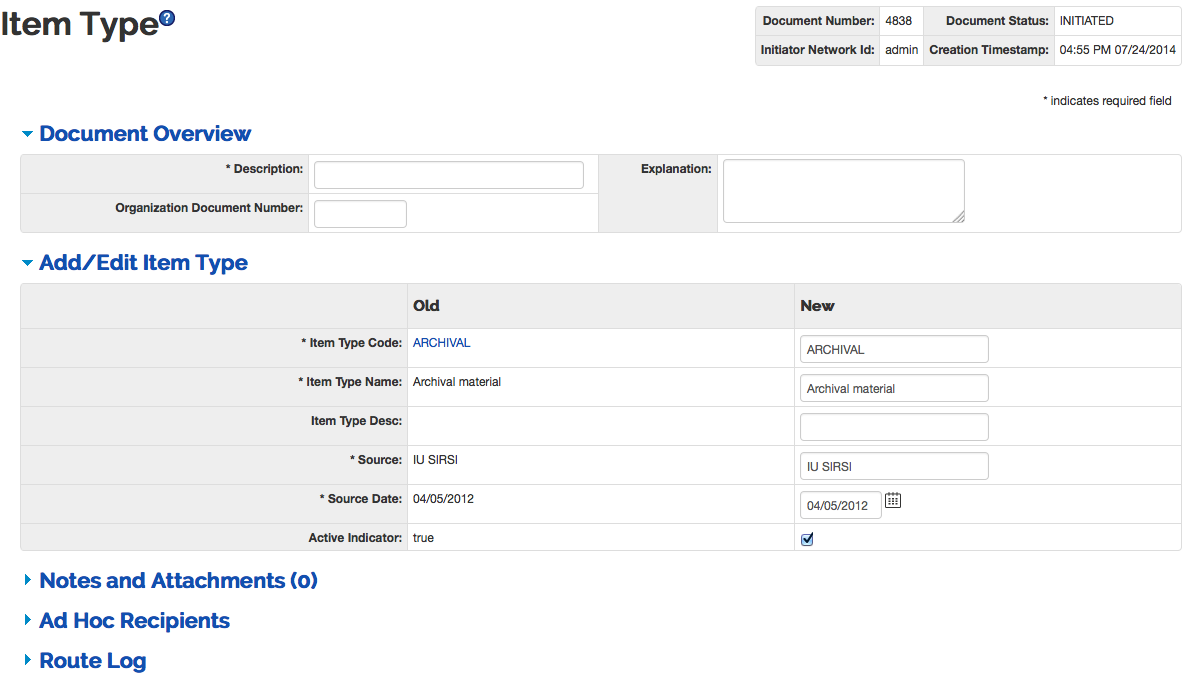 Item Type?
Document Number: 4838 Document Status: INITIATED
Initiator Network Id: admin Creation Timestamp: 04:55 PM 07/24/2014
* indicates required field
Document Overview
* Description: Explanation:
Organization Document Number:
Add/Edit Item Type
Old New
* Item Type Code: ARCHIVAL ARCHIVAL
* Item Type Name: Archival material Archival material
Item Type Desc:
* Source: IU SIRSI IU SIRSI
* Source Date: 04/05/2012 04/05/2012
Active Indicator: true
Notes and Attachments (0)
Ad Hoc Recipients
Route Log